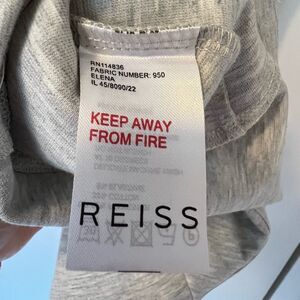 RN114836
FABRIC NUMBER: 950
ELENA
IL 45/8090/22
KEEP AWAY
FROM FIRE
REISS